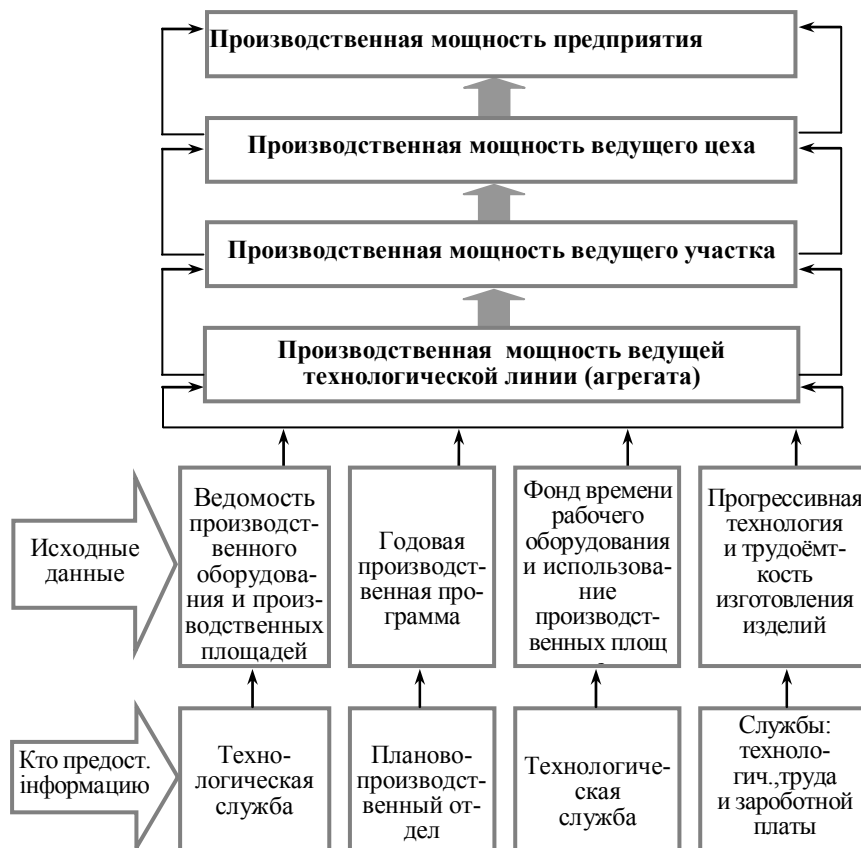 Производственная мощность предприятия
Производственная мощность ведущего цеха
Производственная мощность ведущего участка
Производственная  мощность ведущей
технологической линии (агрегата)
Исходные
данные
Ведомость
производст-
венного
оборудова-
ния и произ-
водственных
площадей
Годовая
производст-
венная про-
грамма
Фонд времени
рабочего
оборудования
и использова-
ние
производст-
венных площ
Прогрессивная
технология
и трудоёмт-
кость
изготовления
изделий
Кто предост.
інформацию
Техно-
логическая
служба
Планово-
производст-
венный от-
дел
Технологиче-
ская
служба
Службы:
техноло-
гич.,труда
и зароботной
платы